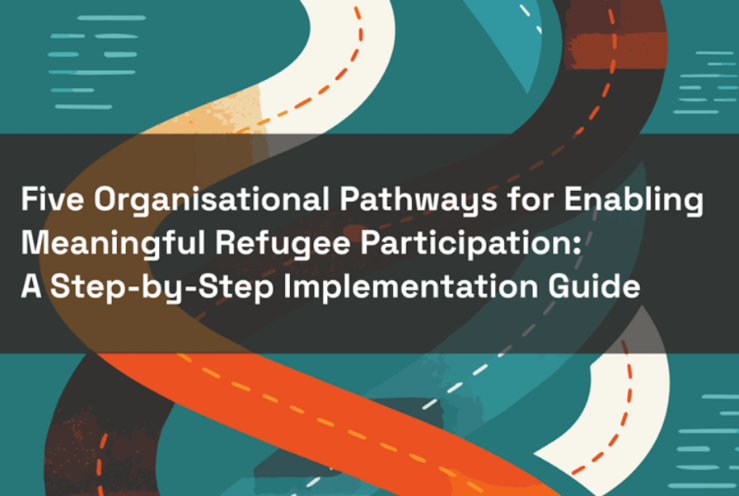 Five Organisational Pathways for Enabling
Meaningful Refugee Participation:
A Step-by-Step Implementation Guide